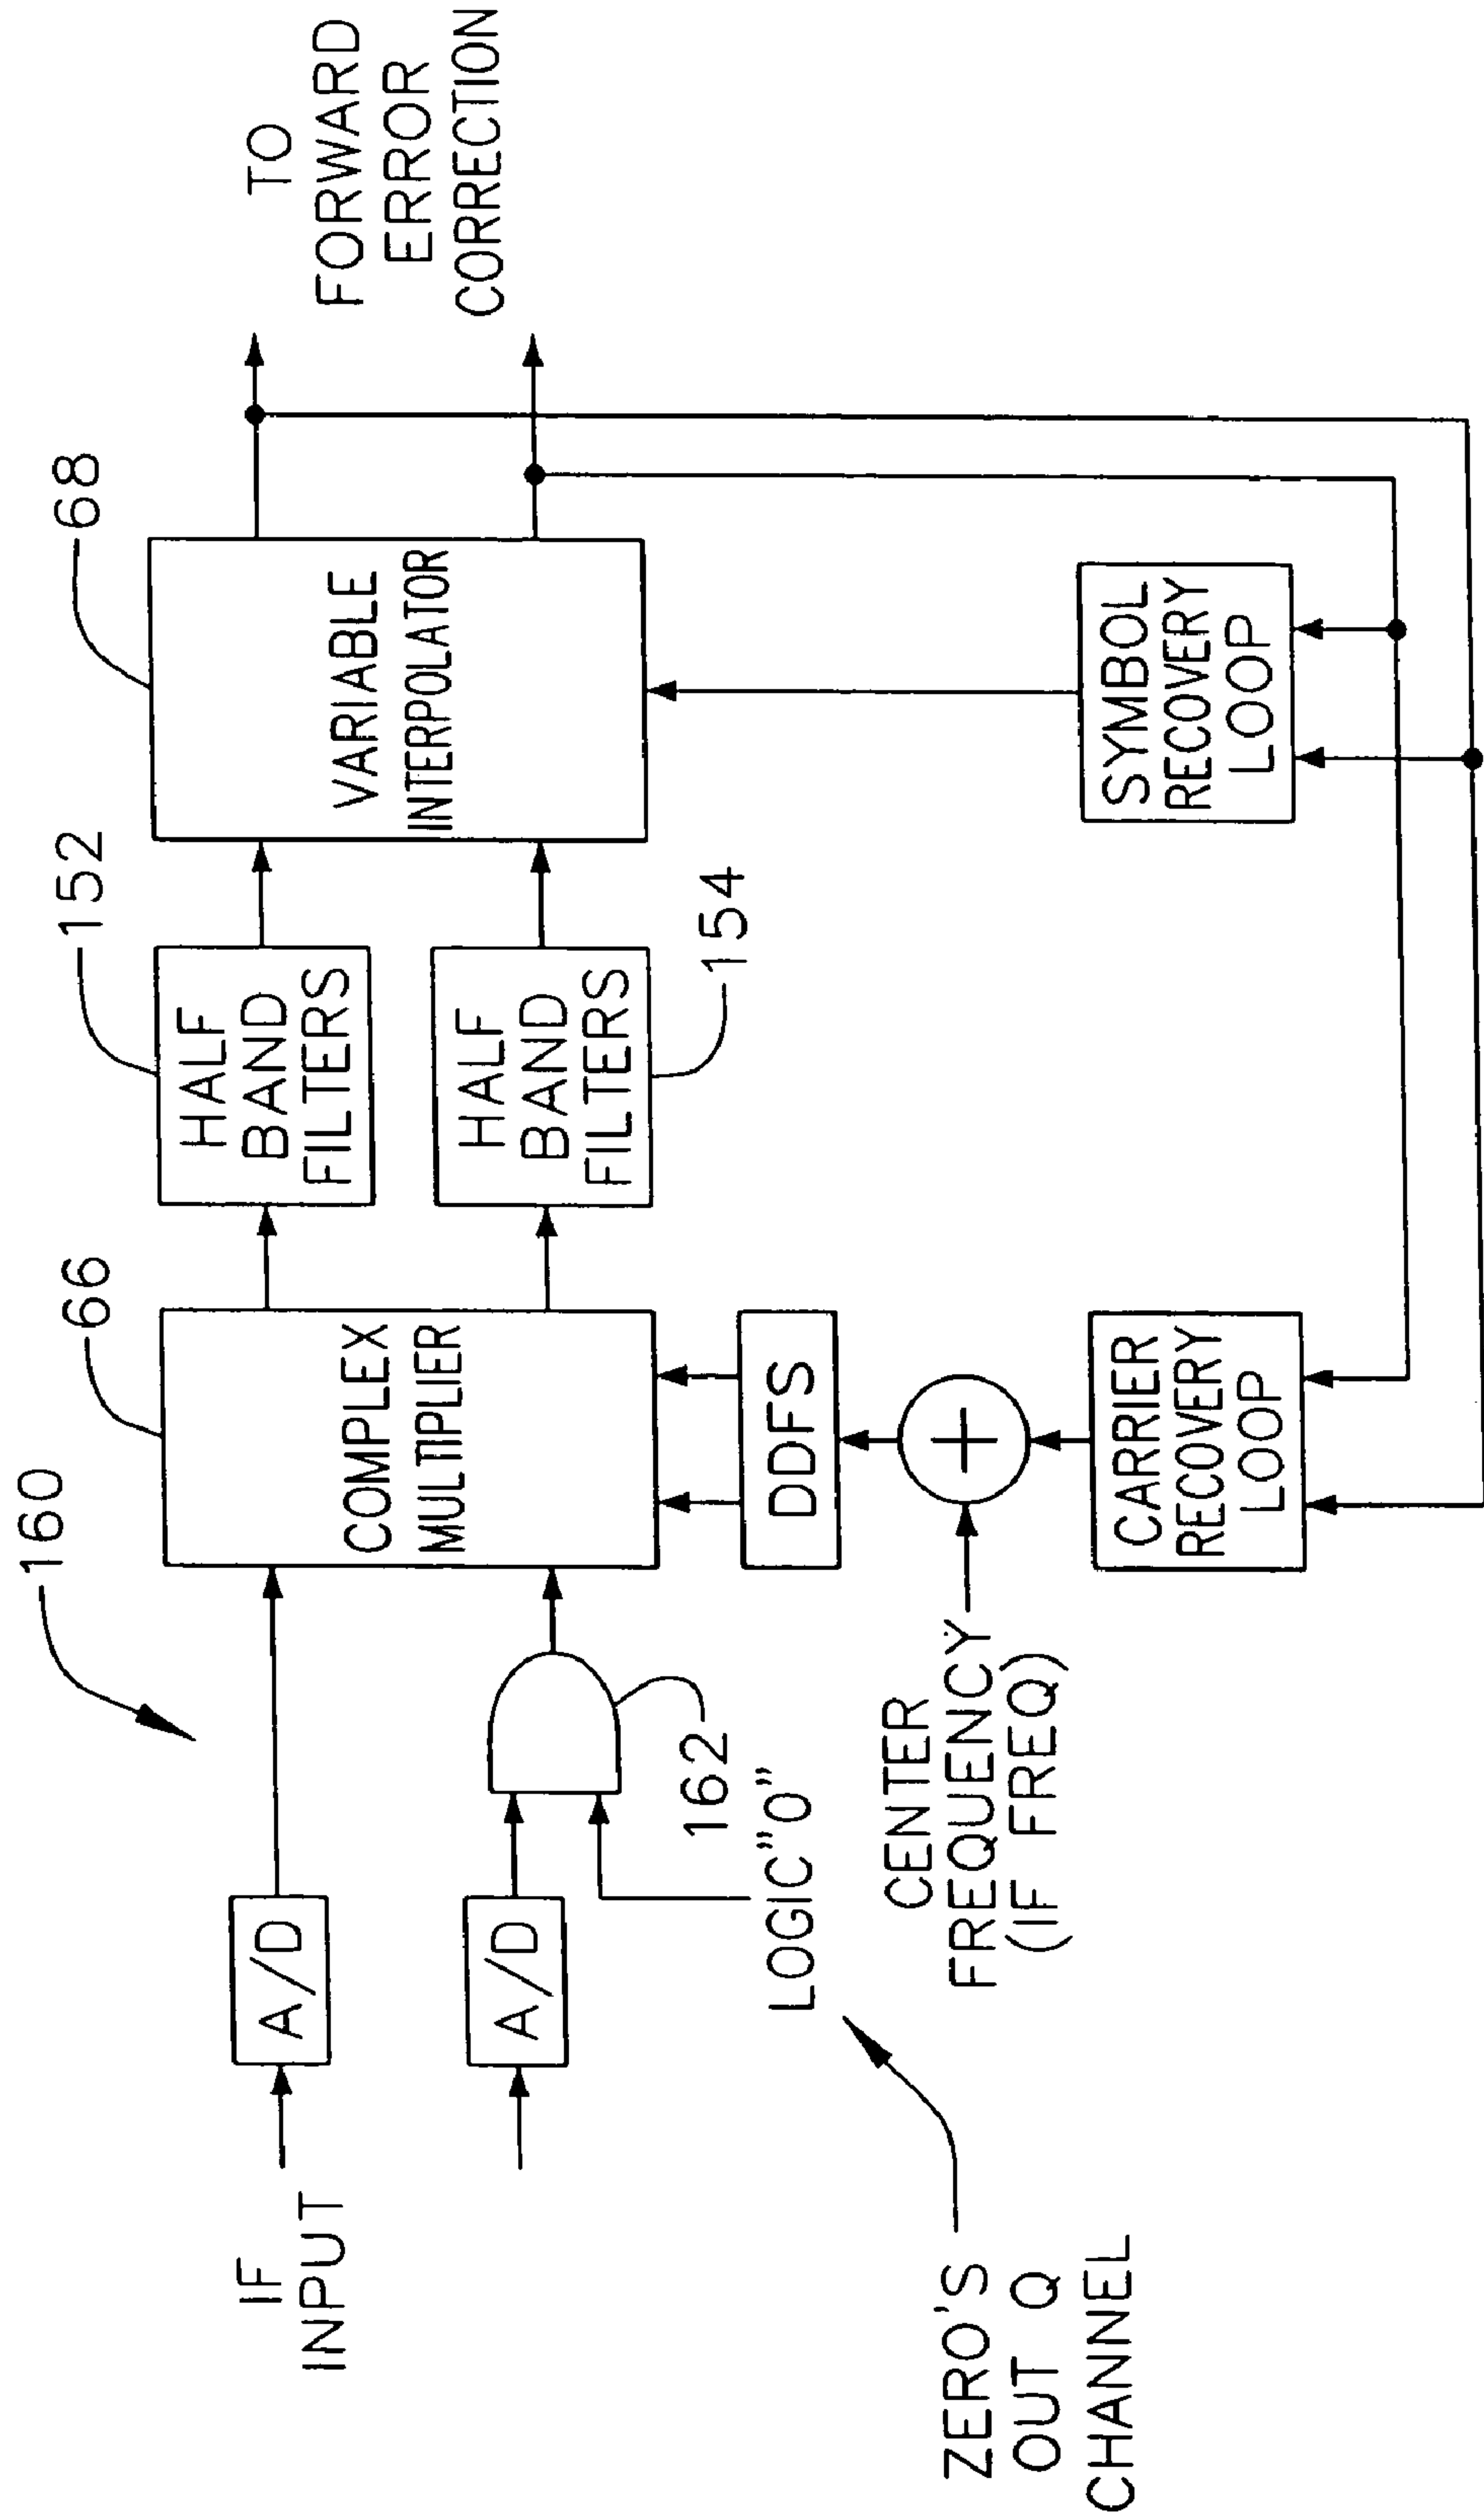 160
66
152
68
IF
INPUT
A/D
COMPLEX
MULTIPLIER
HALF
BAND
FILTERS
VARIABLE
INTERPOLATOR
TO
FORWARD
ERROR
CORRECTION
A/D
162
HALF
BAND
FILTERS
154
LOGIC"0"
DDFS
ZERO'S
OUT Q
CHANNEL
CENTER
FREQUENCY
(IF FREQ)
+
CARRIER
RECOVERY
LOOP
SYMBOL
RECOVERY
LOOP